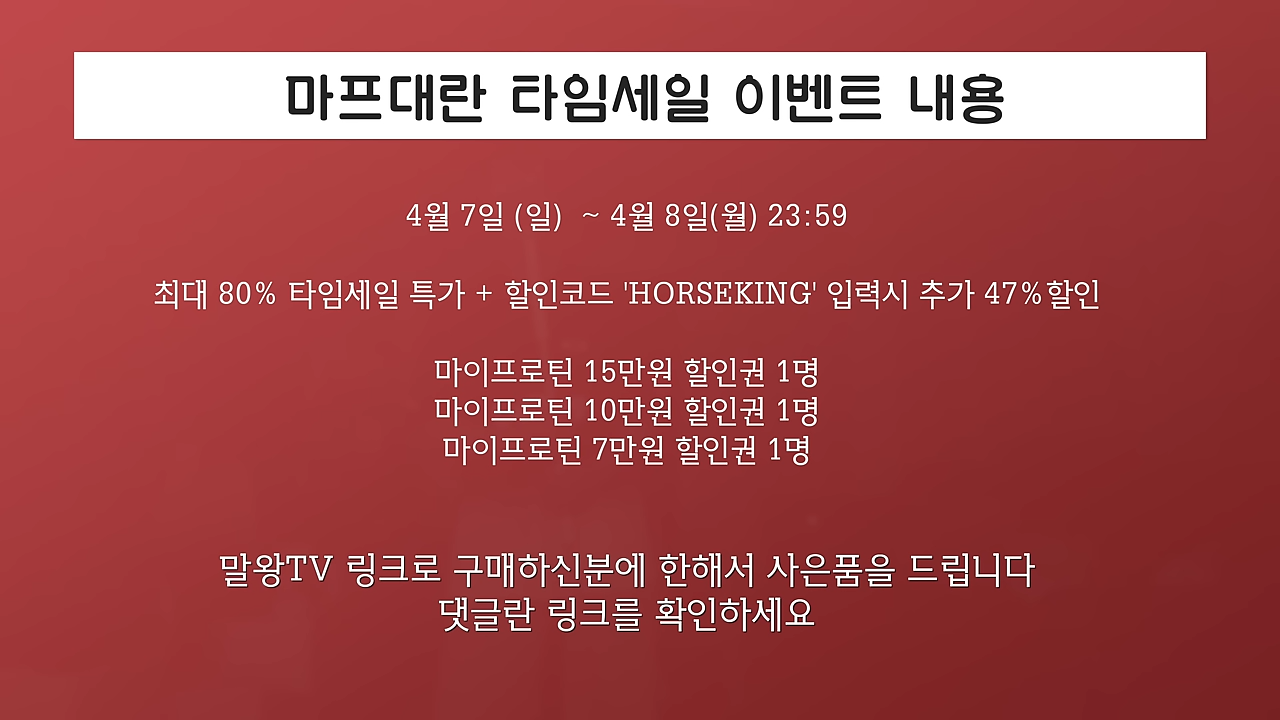 마프대란 타임세일 이벤트 내용
4월 7일 (일) ~ 4월 8일(월) 23:59
최대 80% 타임세일 특가 + 할인코드 'HORSEKING' 입력시 추가 47%할인
마이프로틴 15만원 할인권 1명
마이프로틴 10만원 할인권 1명
마이프로틴 7만원 할인권 1명
말왕TV 링크로 구매하신분에 한해서 사은품을 드립니다
댓글란 링크를 확인하세요